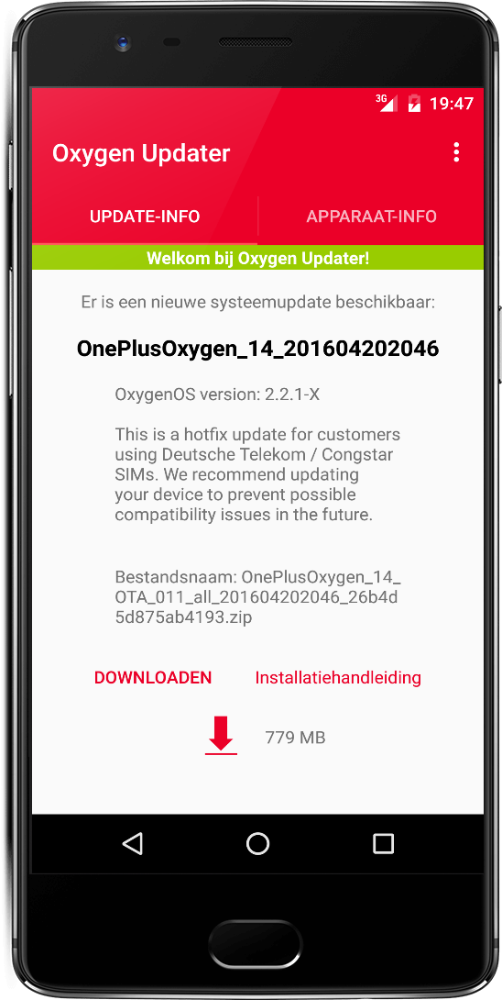 3G 19:47
Oxygen Updater
UPDATE-INFO APPARAAT-INFO
Welkom bij Oxygen Updater!
Er is een nieuwe systeemupdate beschikbaar:
OnePlusOxygen_14_201604202046
OxygenOS version: 2.2.1-X
This is a hotfix update for customers
using Deutsche Telekom / Congstar
SIMs. We recommend updating
your device to prevent possible
compatibility issues in the future.
Bestandsnaam: OnePlusOxygen_14_
OTA_011_all_201604202046_26b4d
5d875ab4193.zip
DOWNLOADEN Installatiehandleiding
779 MB